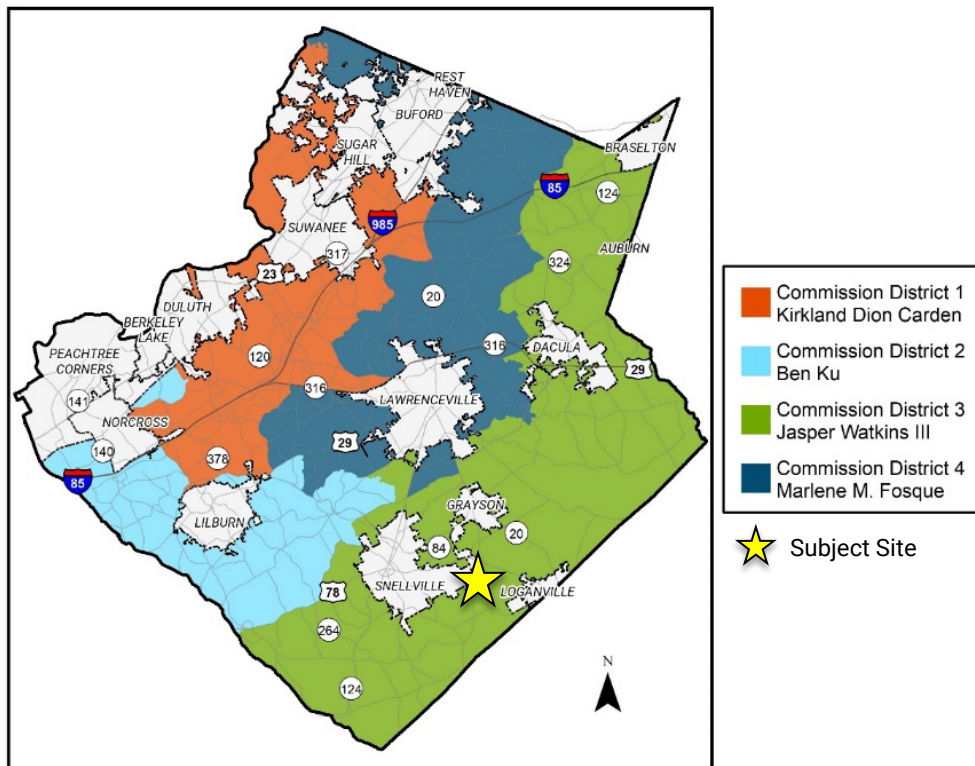 REST
HAVEN
BUFORD
SUGAR
HILL
BRASELTON
85
124
SUWANEE
985
317
AUBURN
324
23
20
DULUTH
BERKELEY
LAKE
316
DACULA
PEACHTREE
CORNERS
120
29
316
141
LAWRENCEVILLE
NORCROSS
29
140
378
85
GRAYSON
LILBURN
20
84
SNELLVILLE
78
LOGANVILLE
264
124
N
Commission District 1
Kirkland Dion Carden
Commission District 2
Ben Ku
Commission District 3
Jasper Watkins III
Commission District 4
Marlene M. Fosque
Subject Site